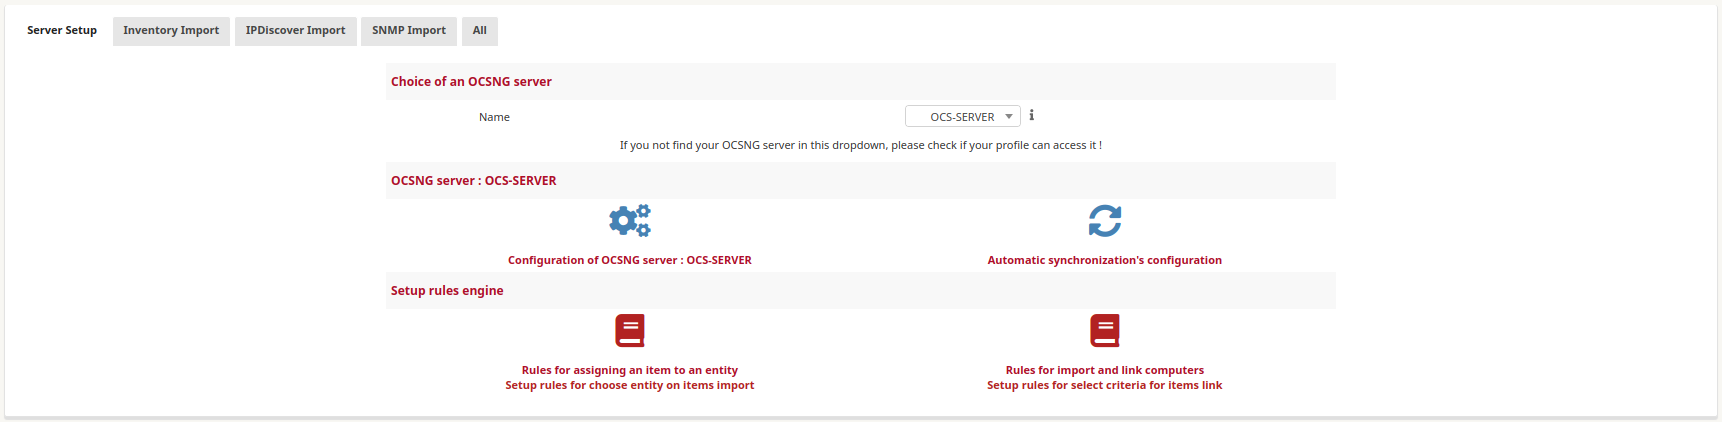 Server Setup
Inventory Import
IPDiscover Import
SNMP Import
All
Choice of an OCSNG server
Name
OCS-SERVER
If you not find your OCSNG server in this dropdown, please check if your profile can access it !
OCSNG server : OCS-SERVER
Configuration of OCSNG server : OCS-SERVER
Automatic synchronization's configuration
Setup rules engine
Rules for assigning an item to an entity
Setup rules for choose entity on items import
Rules for import and link computers
Setup rules for select criteria for items link